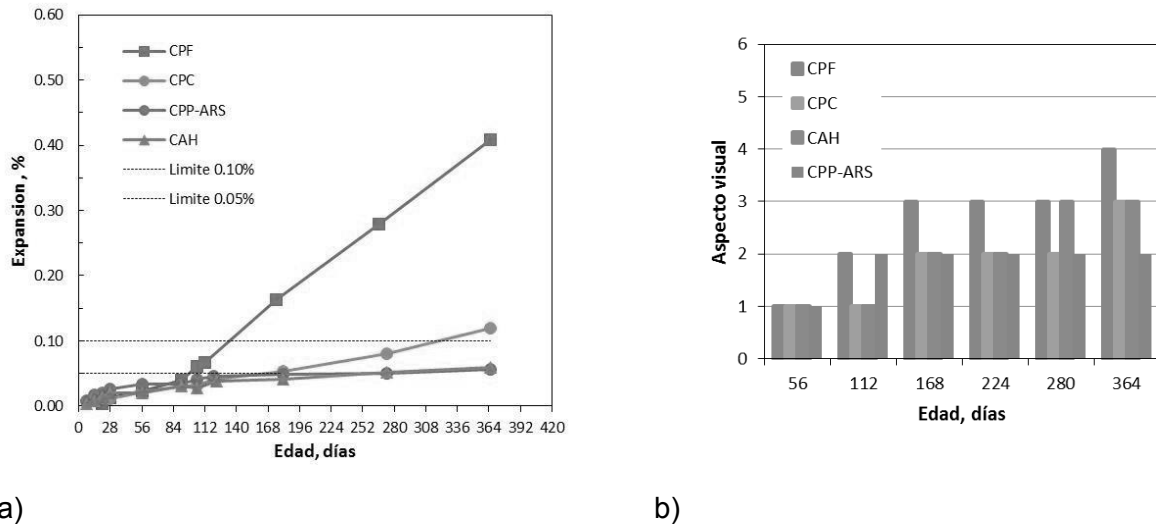 0.60
0.50
0.40
0.30
0.20
0.10
0.00
Expansion , %
CPF
CPC
CPP-ARS
CAH
Limite 0.10%
Limite 0.05%
0 28 56 84 112 140 168 196 224 252 280 308 336 364 392 420
Edad, días
a)
6
5
4
3
2
1
0
Aspecto visual
CPF
CPC
CAH
CPP-ARS
56 112 168 224 280 364
Edad, días
b)